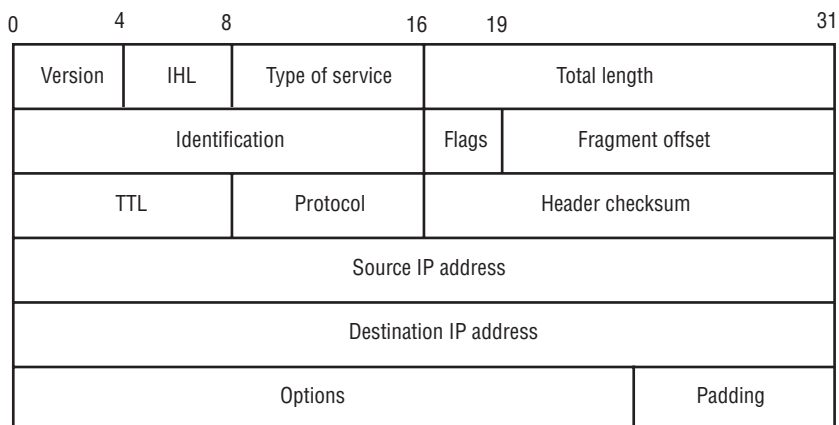 0 4 8 16 19 31
Version IHL Type of service Total length
Identification Flags Fragment offset
TTL Protocol Header checksum
Source IP address
Destination IP address
Options Padding